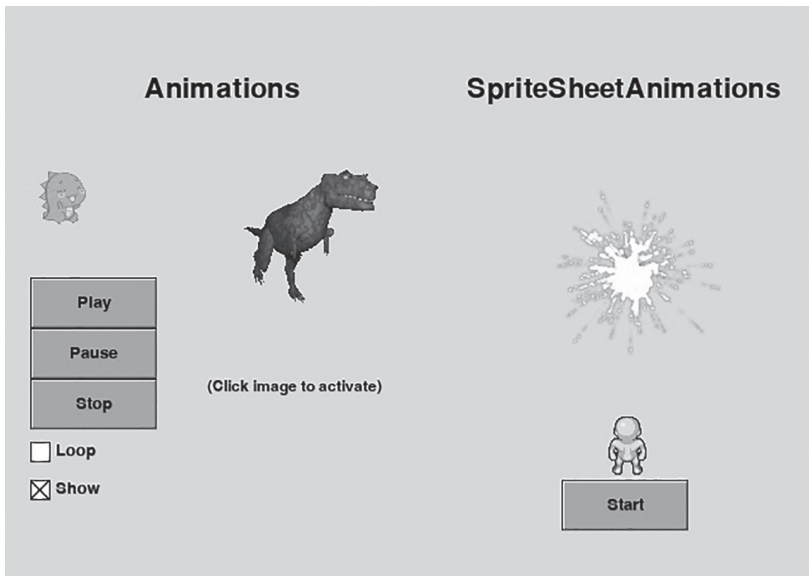 Animations
SpriteSheetAnimations
Play
Pause
Stop
Loop
Show
(Click image to activate)
Start